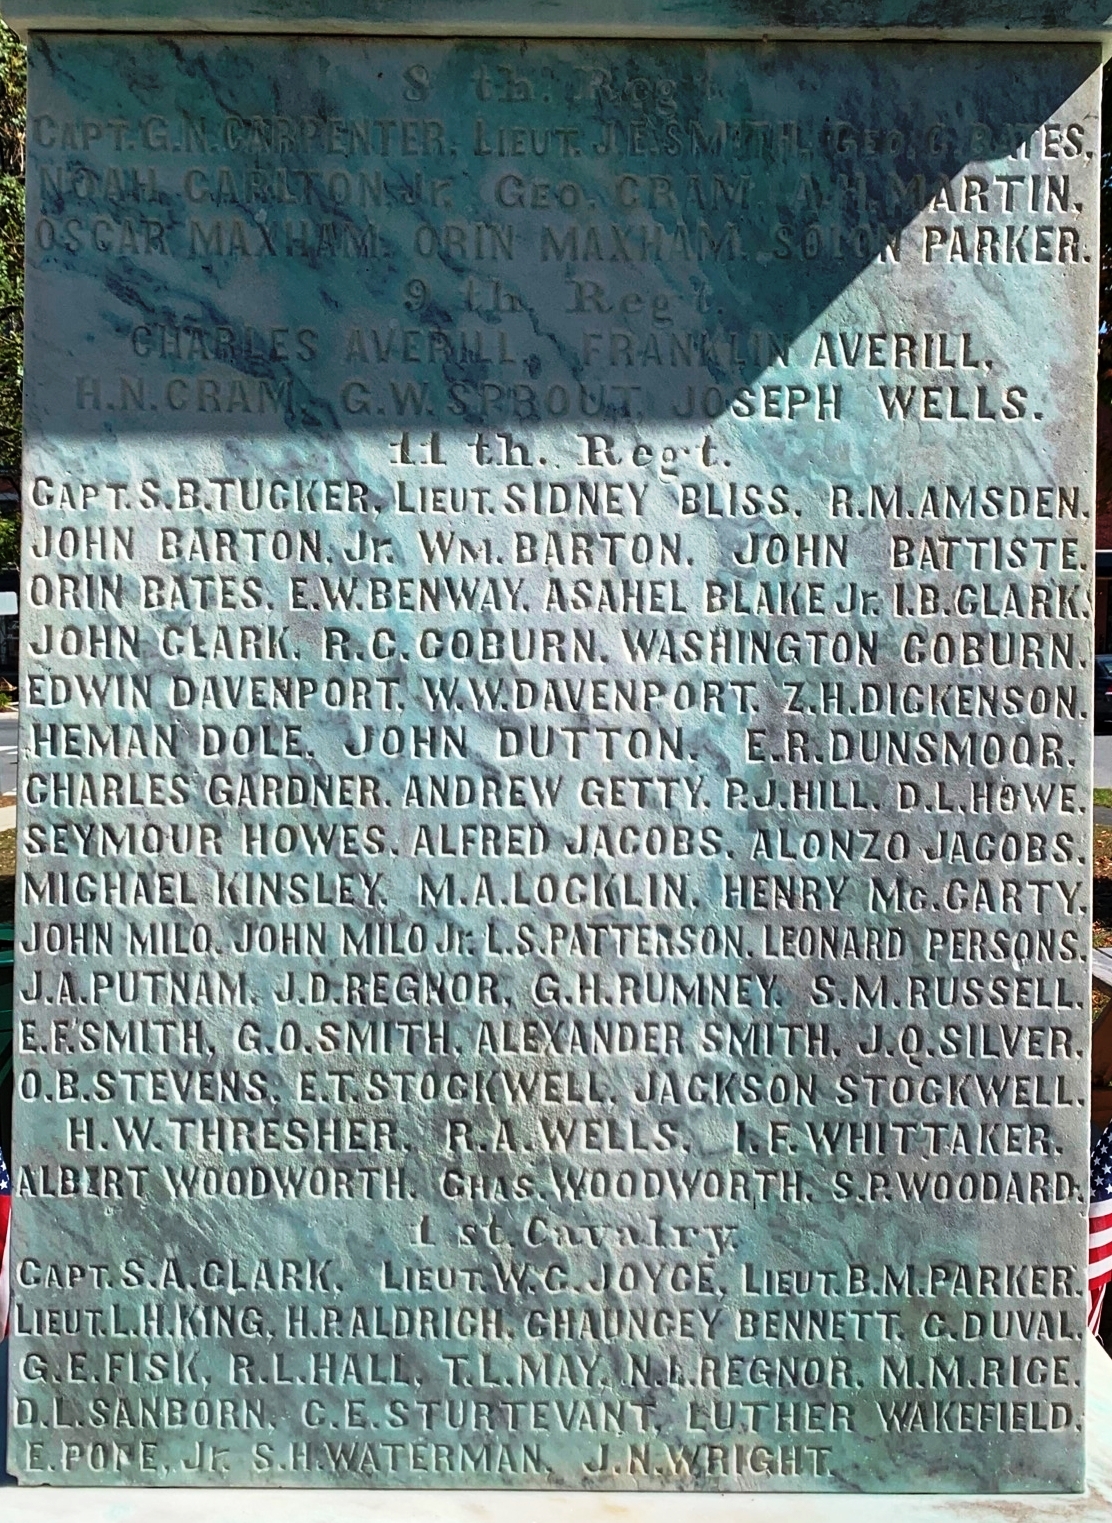 8 th. Regt.
CAPT. G.N. CARPENTER. LIEUT. J.E. SMITH. GEO. G. BATES,
NOAH CARLTON Jr. GEO. CRAM. A.H. MARTIN,
OSCAR MAXHAM. ORIN MAXHAM. SOLON PARKER.
9 th. Regt.
CHARLES AVERILL, FRANKLIN AVERILL,
H.N. CRAM. G.W. SPROUT. JOSEPH WELLS.
11 th. Regt.
CAPT. S.B. TUCKER. LIEUT. SIDNEY BLISS. R.M. AMSDEN.
JOHN BARTON. Jr. WM. BARTON. JOHN BATTISTE.
ORIN BATES. E.W. BENWAY. ASAHEL BLAKE Jr. I.B. CLARK.
JOHN CLARK. R.C. COBURN. WASHINGTON COBURN.
EDWIN DAVENPORT. W.W. DAVENPORT. Z.H. DICKENSON.
HEMAN DOLE. JOHN DUTTON. E.R. DUNSMOOR.
CHARLES GARDNER. ANDREW GETTY. P.J. HILL. D.L. HOWE.
SEYMOUR HOWES. ALFRED JACOBS. ALONZO JACOBS.
MICHAEL KINSLEY. M.A. LOCKLIN. HENRY Mc. CARTY.
JOHN MILO. JOHN MILO Jr. L.S. PATTERSON. LEONARD PERSONS.
J.A. PUTNAM. J.D. REGNOR. G.H. RUMNEY. S.M. RUSSELL.
E.F. SMITH, G.O. SMITH. ALEXANDER SMITH. J.Q. SILVER.
O.B. STEVENS. E.T. STOCKWELL. JACKSON STOCKWELL.
H.W. THRESHER. R.A. WELLS. I.F. WHITTAKER.
ALBERT WOODWORTH. CHAS. WOODWORTH. S.P. WOODARD.
1 st. Cavalry.
CAPT. S.A. CLARK. LIEUT. W.C. JOYCE. LIEUT. B.M. PARKER.
LIEUT. L.H. KING, H.P. ALDRICH. CHAUNCEY BENNETT. C. DUVAL.
G.E. FISK, R.L. HALL, T.L. MAY, N.L. REGNOR. M.M. RICE.
D.L. SANBORN. C.E. STURTEVANT. LUTHER WAKEFIELD.
E. POPE, Jr. S.H. WATERMAN. J.N. WRIGHT.